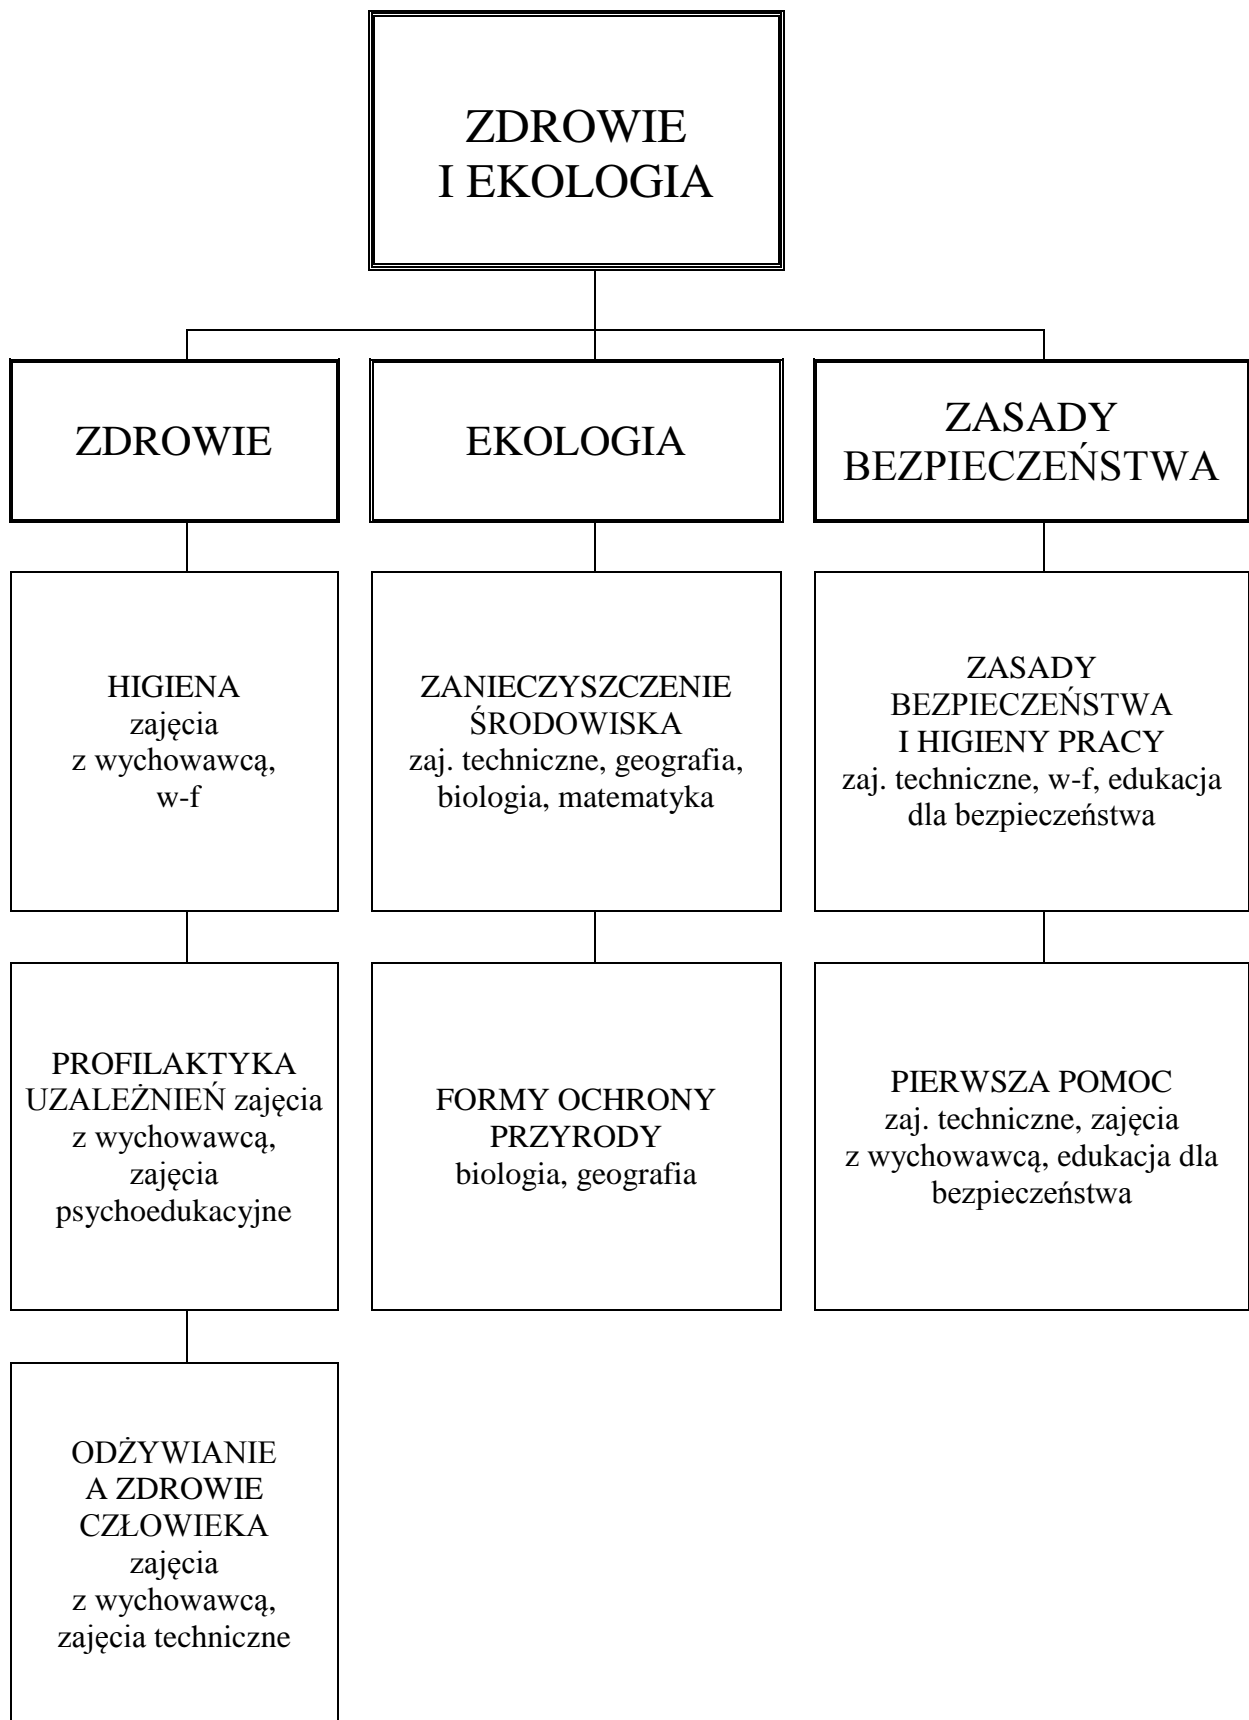 ZDROWIE
I EKOLOGIA
ZDROWIE
EKOLOGIA
ZASADY
BEZPIECZEŃSTWA
HIGIENA
zajęcia
z wychowawcą,
w-f
ZANIECZYSZCZENIE
ŚRODOWISKA
zaj. techniczne, geografia,
biologia, matematyka
ZASADY
BEZPIECZEŃSTWA
I HIGIENY PRACY
zaj. techniczne, w-f, edukacja
dla bezpieczeństwa
PROFILAKTYKA
UZALEŻNIEŃ zajęcia
z wychowawcą,
zajęcia
psychoedukacyjne
FORMY OCHRONY
PRZYRODY
biologia, geografia
PIERWSZA POMOC
zaj. techniczne, zajęcia
z wychowawcą, edukacja dla
bezpieczeństwa
ODŻYWIANIE
A ZDROWIE
CZŁOWIEKA
zajęcia
z wychowawcą,
zajęcia techniczne